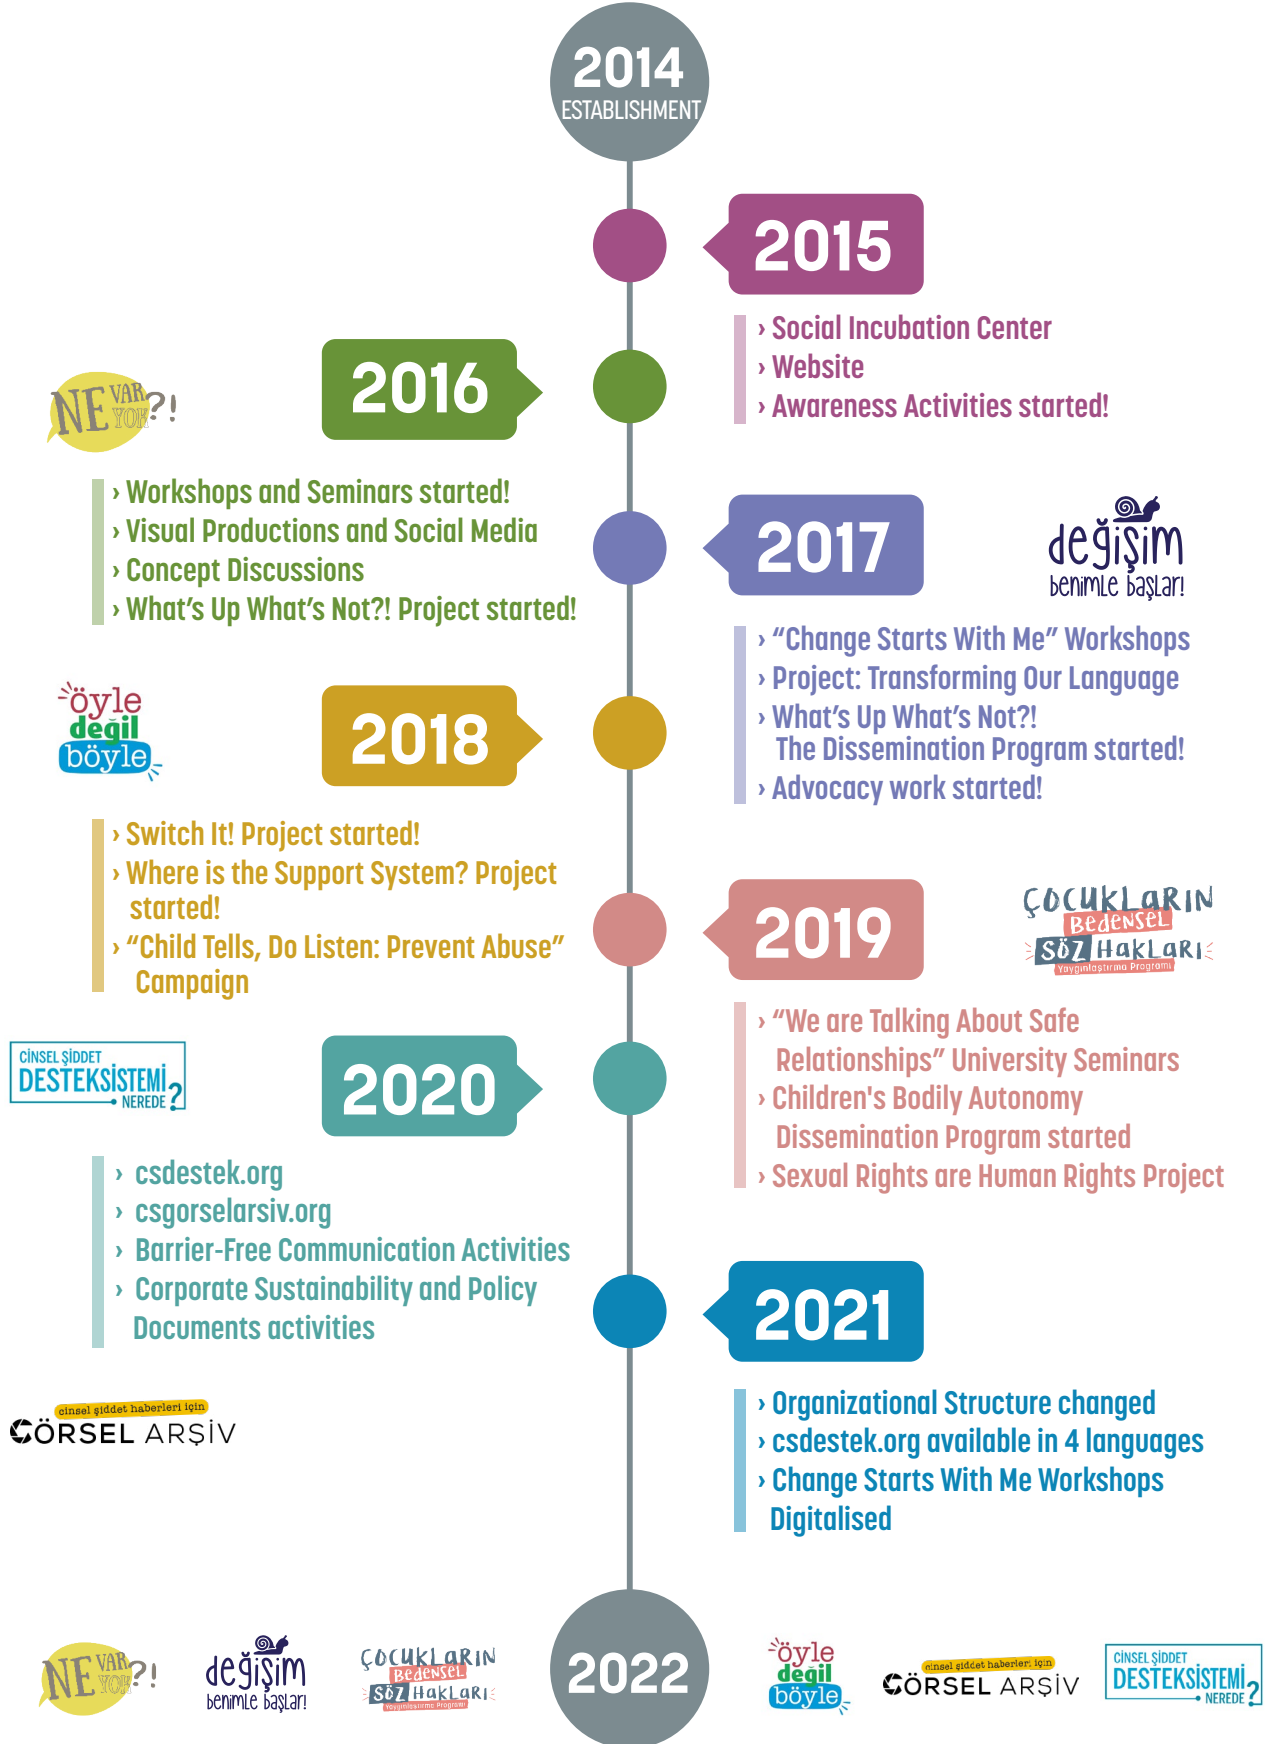 2014
ESTABLISHMENT
2015
› Social Incubation Center
› Website
› Awareness Activities started!
NE VAR YOK?!
2016
› Workshops and Seminars started!
› Visual Productions and Social Media
› Concept Discussions
› What’s Up What’s Not?! Project started!
2017
değişim
benimle başlar!
› “Change Starts With Me” Workshops
› Project: Transforming Our Language
› What’s Up What’s Not?!
The Dissemination Program started!
› Advocacy work started!
öyle
değil
böyle
2018
› Switch It! Project started!
› Where is the Support System? Project
started!
› “Child Tells, Do Listen: Prevent Abuse”
Campaign
2019
ÇOCUKLARIN
BEDENSEL
SÖZ HAKLARI
Yaygınlaştırma Programı
› “We are Talking About Safe
Relationships” University Seminars
› Children's Bodily Autonomy
Dissemination Program started
› Sexual Rights are Human Rights Project
CİNSEL ŞİDDET
DESTEKSİSTEMİ
NEREDE ?
2020
› csdestek.org
› csgorselarsiv.org
› Barrier-Free Communication Activities
› Corporate Sustainability and Policy
Documents activities
cinsel şiddet haberleri için
GÖRSEL ARŞİV
2021
› Organizational Structure changed
› csdestek.org available in 4 languages
› Change Starts With Me Workshops
Digitalised
NE VAR YOK?!
değişim
benimle başlar!
ÇOCUKLARIN
BEDENSEL
SÖZ HAKLARI
Yaygınlaştırma Programı
2022
öyle
değil
böyle
cinsel şiddet haberleri için
GÖRSEL ARŞİV
CİNSEL ŞİDDET
DESTEKSİSTEMİ
NEREDE ?